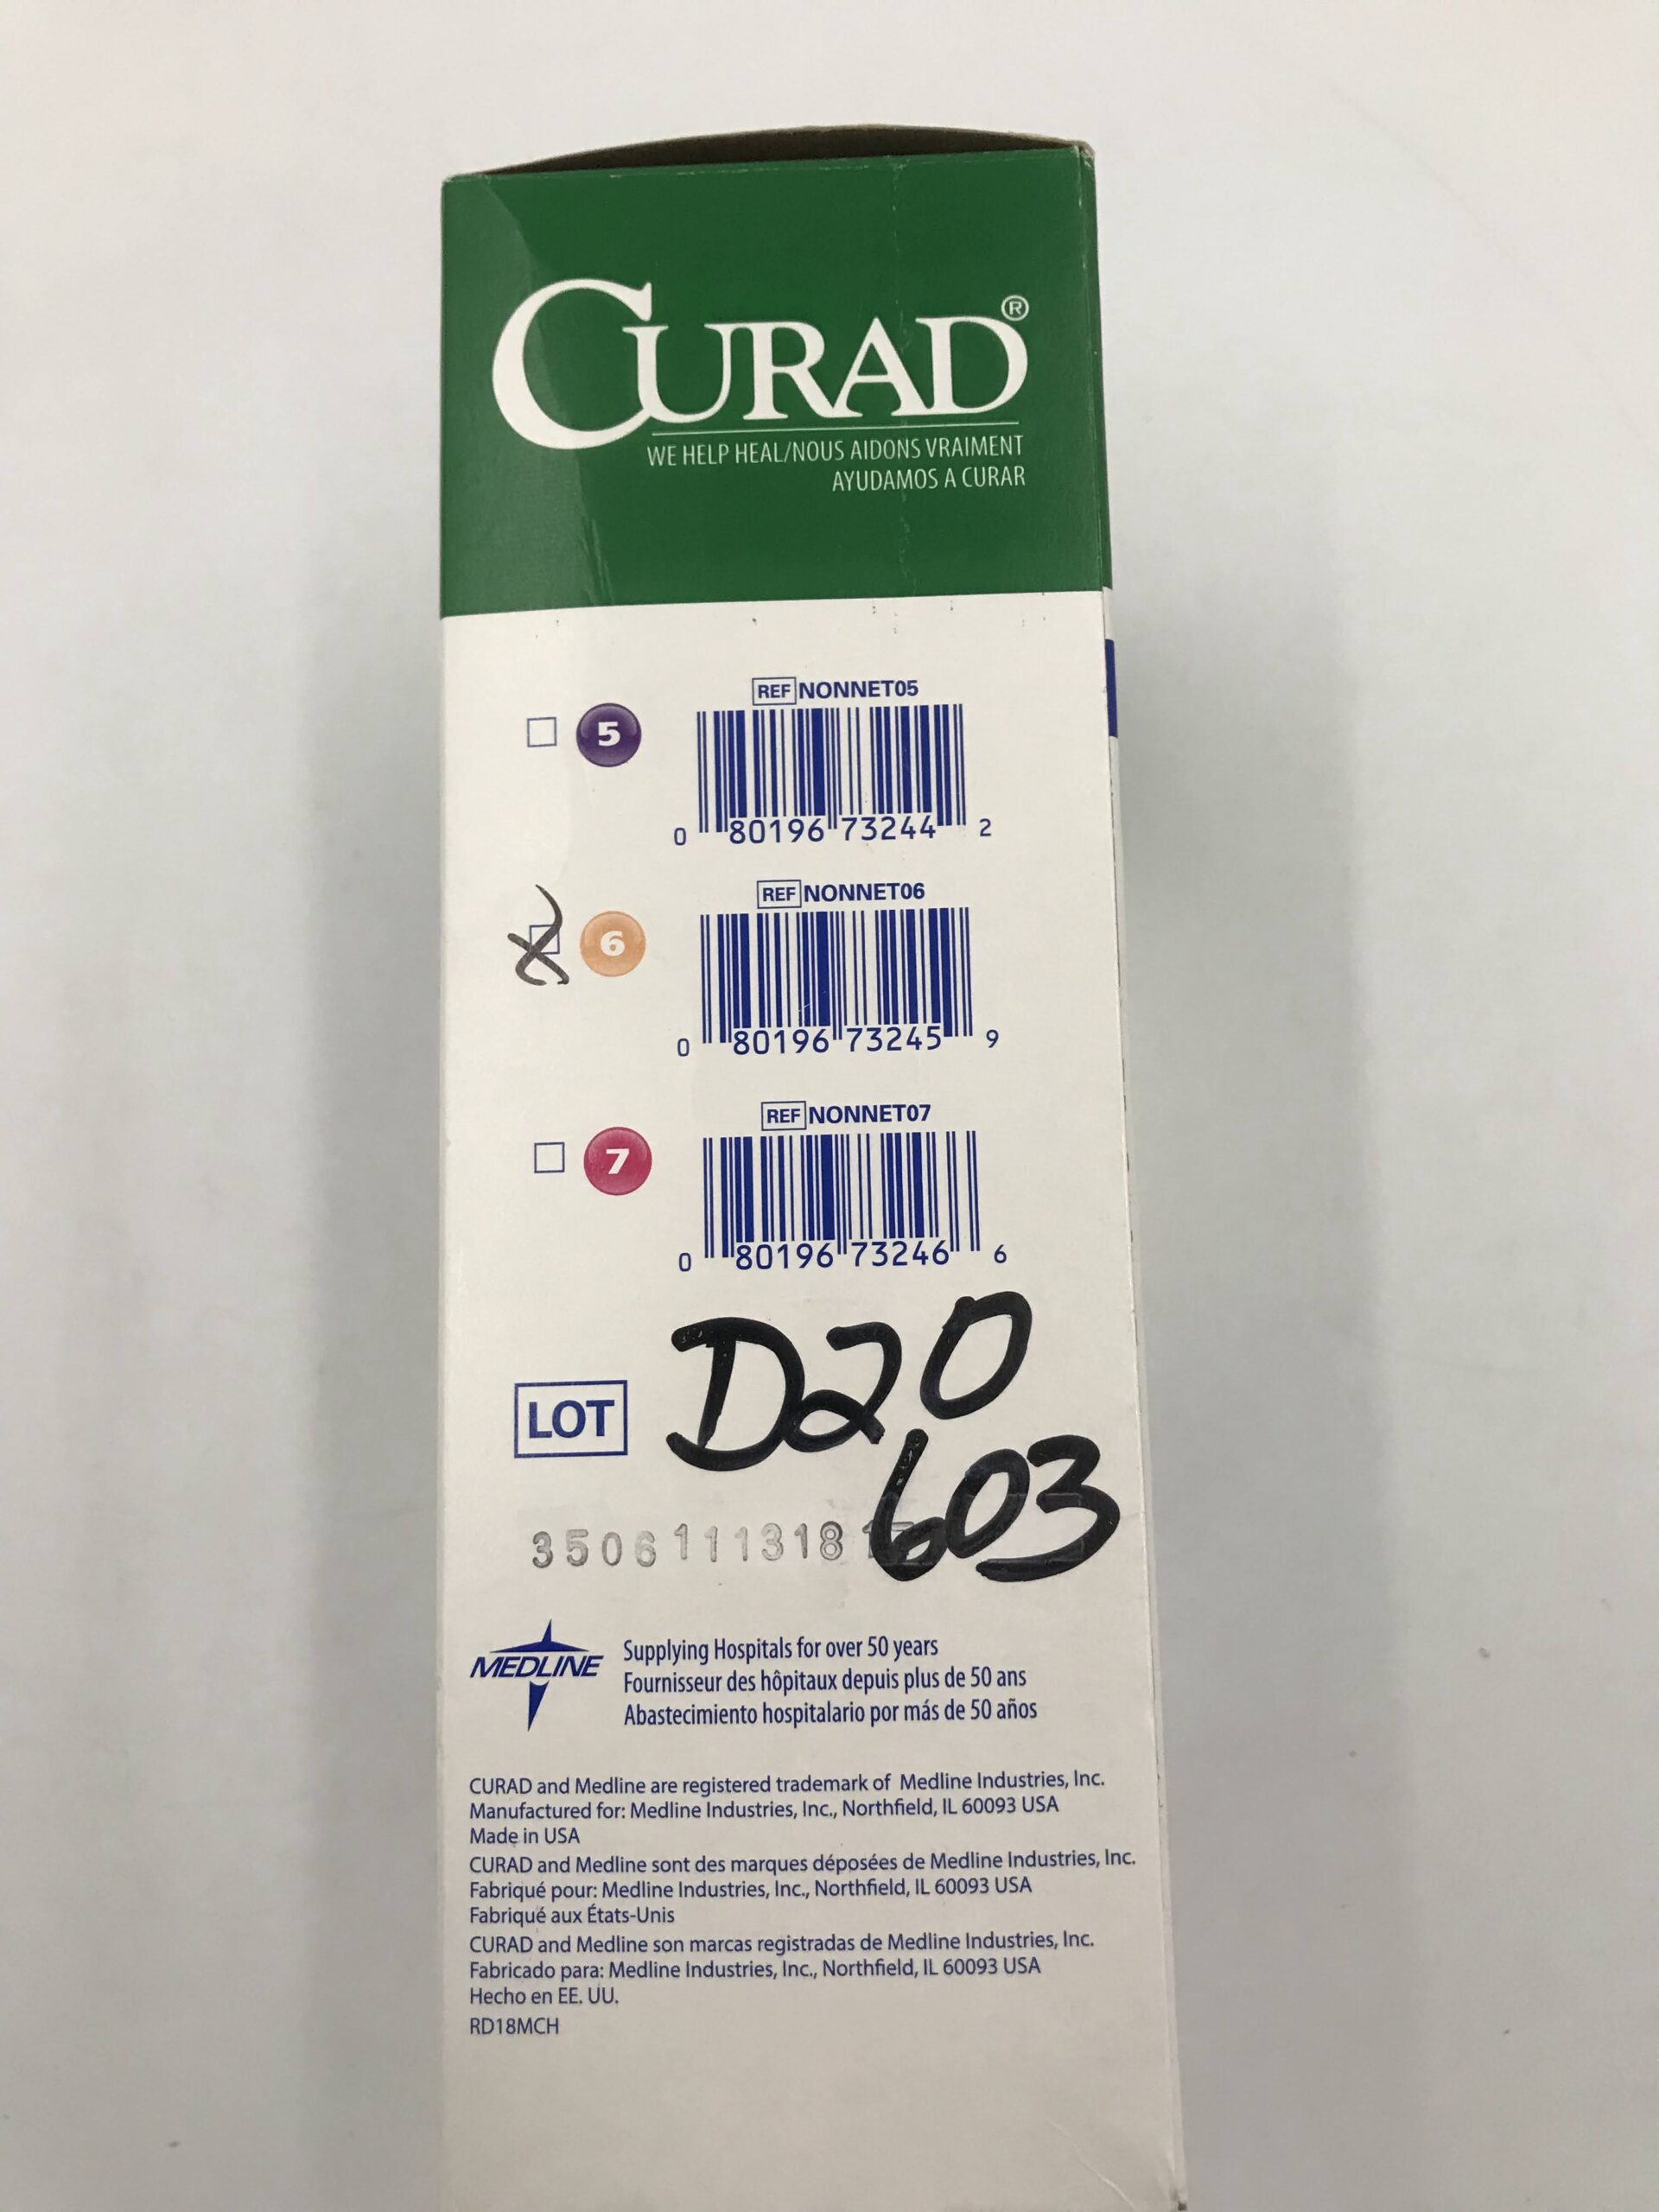 CURAD®
WE HELP HEAL/NOUS AIDONS VRAIMENT
AYUDAMOS A CURAR
REF NONNET05
5
0 80196 73244 2
REF NONNET06
X 6
0 80196 73245 9
REF NONNET07
7
0 80196 73246 6
LOT D20
603
3506111318
MEDLINE
Supplying Hospitals for over 50 years
Fournisseur des hôpitaux depuis plus de 50 ans
Abastecimiento hospitalario por más de 50 años
CURAD and Medline are registered trademark of Medline Industries, Inc.
Manufactured for: Medline Industries, Inc., Northfield, IL 60093 USA
Made in USA
CURAD and Medline sont des marques déposées de Medline Industries, Inc.
Fabriqué pour: Medline Industries, Inc., Northfield, IL 60093 USA
Fabriqué aux États-Unis
CURAD and Medline son marcas registradas de Medline Industries, Inc.
Fabricado para: Medline Industries, Inc., Northfield, IL 60093 USA
Hecho en EE. UU.
RD18MCH